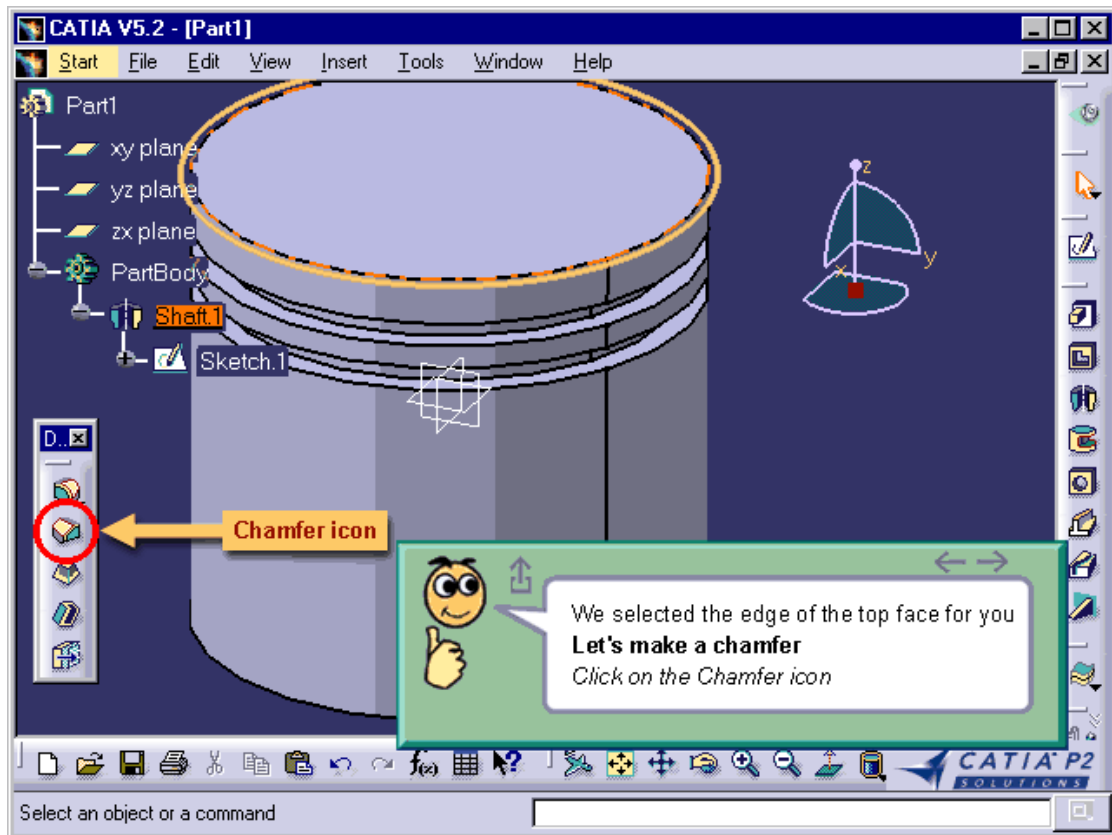 CATIA V5.2 - [Part1]
Start File Edit View Insert Tools Window Help
Part1
xy plane
yz plane
zx plane
PartBody
Shaft.1
Sketch.1
z
y
x
D..
Chamfer icon
We selected the edge of the top face for you
Let's make a chamfer
Click on the Chamfer icon
f(x)
?
CATIA P2
SOLUTIONS
Select an object or a command